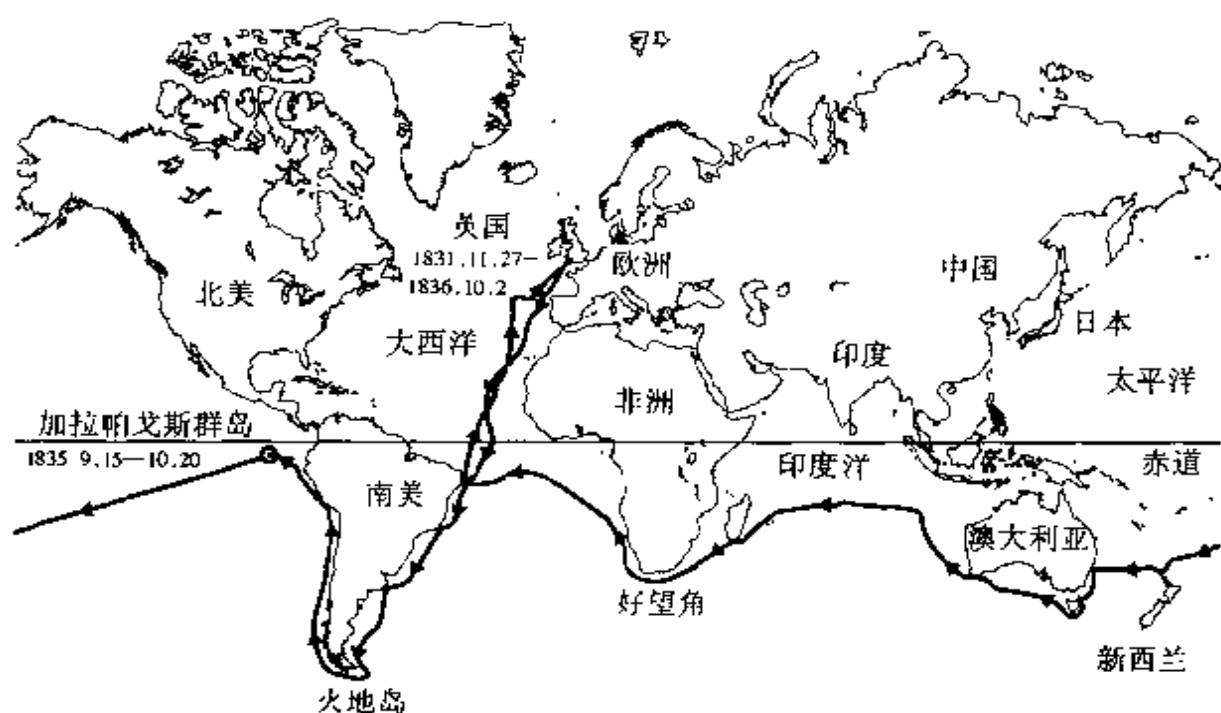 英国
1831.11.27–
1836.10.2
欧洲
中国
北美
日本
大西洋
印度
太平洋
非洲
加拉帕戈斯群岛
1835 9.15—10.20
印度洋
赤道
南美
澳大利亚
好望角
新西兰
火地岛